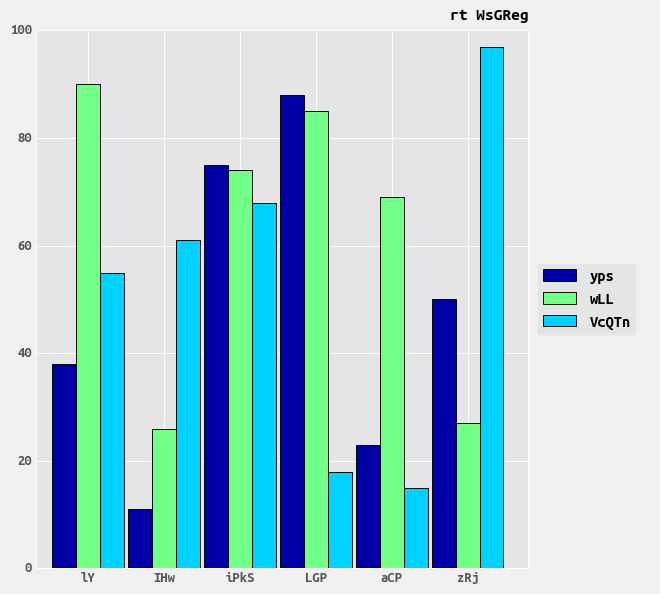 rt WsGReg
100
80
60
40
20
0
lY IHw iPkS LGP aCP zRj
yps
wLL
VcQTn